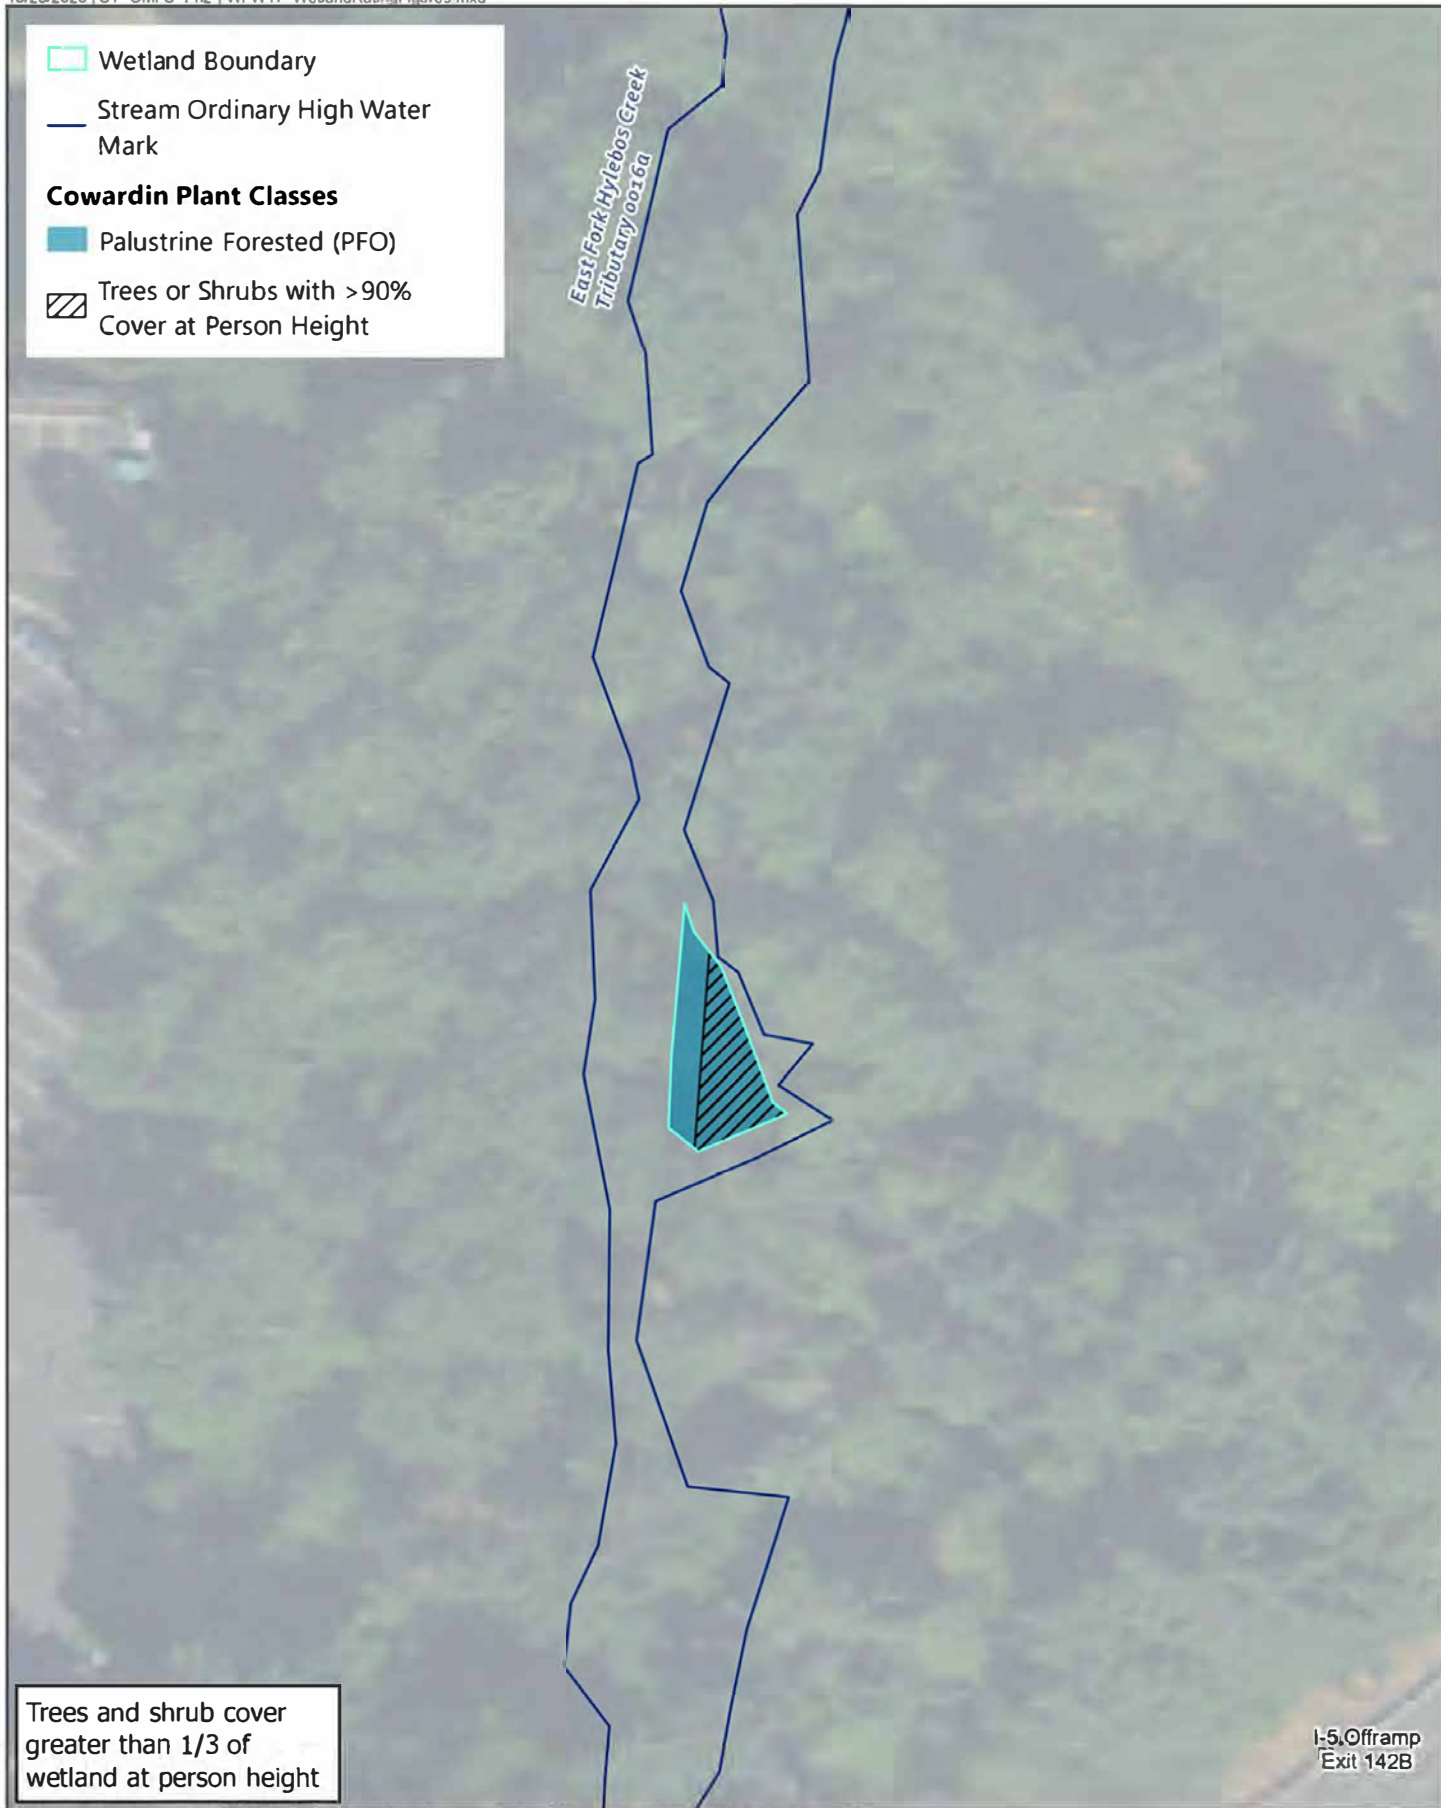 Wetland Boundary
Stream Ordinary High Water
Mark
Cowardin Plant Classes
Palustrine Forested (PFO)
Trees or Shrubs with >90%
Cover at Person Height
East Fork Hylebos Creek
Tributary 0016a
Trees and shrub cover
greater than 1/3 of
wetland at person height
I-5 Offramp
Exit 142B